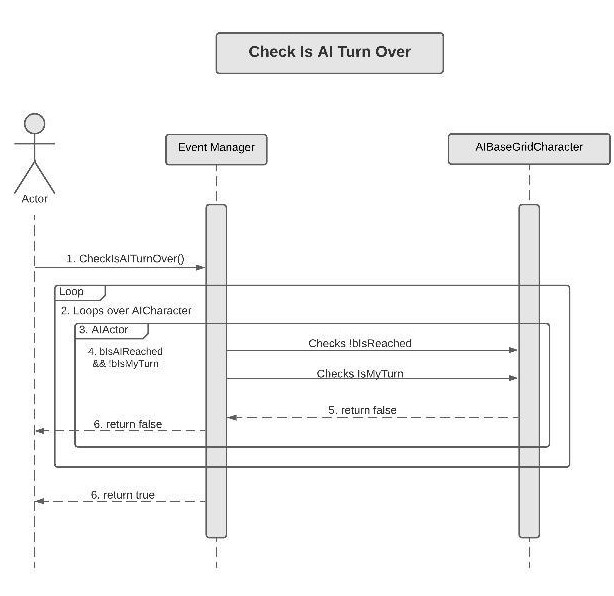 Check Is AI Turn Over
Event Manager
AIBaseGridCharacter
Actor
1. CheckIsAITurnOver()
Loop
2. Loops over AICharacter
3. AIActor
4. bIsAIReached
&& !bIsMyTurn
Checks !bIsReached
Checks IsMyTurn
5. return false
6. return false
6. return true